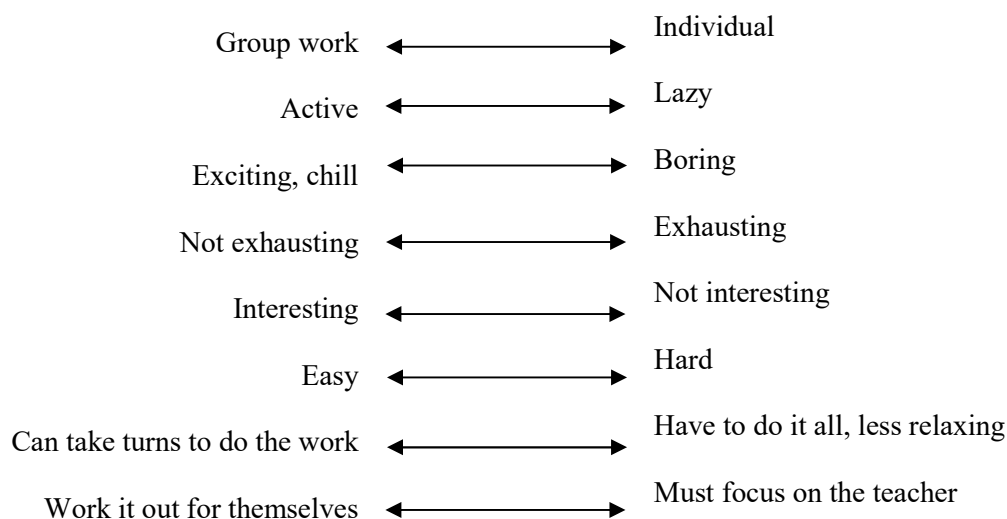 Group work Individual
Active Lazy
Exciting, chill Boring
Not exhausting Exhausting
Interesting Not interesting
Easy Hard
Can take turns to do the work Have to do it all, less relaxing
Work it out for themselves Must focus on the teacher